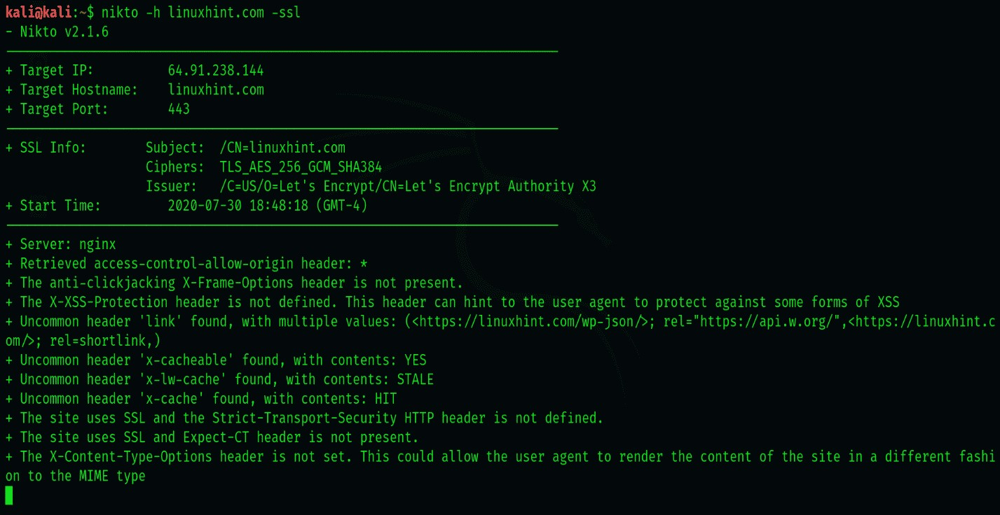 kali@kali:~$ nikto -h linuxhint.com -ssl
- Nikto v2.1.6
+ Target IP: 64.91.238.144
+ Target Hostname: linuxhint.com
+ Target Port: 443
+ SSL Info: Subject: /CN=linuxhint.com
Ciphers: TLS_AES_256_GCM_SHA384
Issuer: /C=US/O=Let's Encrypt/CN=Let's Encrypt Authority X3
+ Start Time: 2020-07-30 18:48:18 (GMT-4)
+ Server: nginx
+ Retrieved access-control-allow-origin header: *
+ The anti-clickjacking X-Frame-Options header is not present.
+ The X-XSS-Protection header is not defined. This header can hint to the user agent to protect against some forms of XSS
+ Uncommon header 'link' found, with multiple values: (<https://linuxhint.com/wp-json/>; rel="https://api.w.org/",<https://linuxhint.c
om/>; rel=shortlink,)
+ Uncommon header 'x-cacheable' found, with contents: YES
+ Uncommon header 'x-lw-cache' found, with contents: STALE
+ Uncommon header 'x-cache' found, with contents: HIT
+ The site uses SSL and the Strict-Transport-Security HTTP header is not defined.
+ The site uses SSL and Expect-CT header is not present.
+ The X-Content-Type-Options header is not set. This could allow the user agent to render the content of the site in a different fashi
on to the MIME type